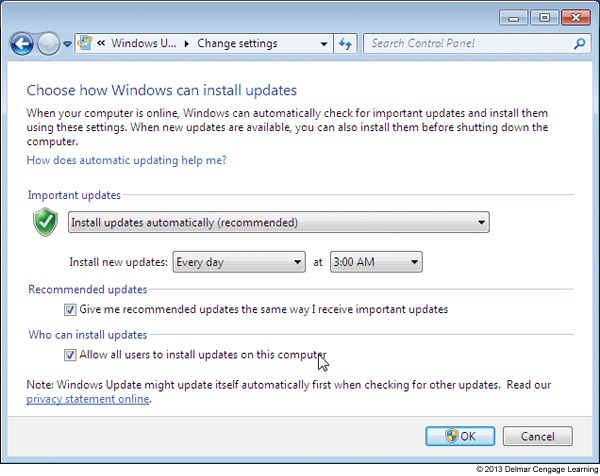 « Windows U... Change settings Search Control Panel
Choose how Windows can install updates
When your computer is online, Windows can automatically check for important updates and install them
using these settings. When new updates are available, you can also install them before shutting down the
computer.
How does automatic updating help me?
Important updates
Install updates automatically (recommended)
Install new updates: Every day at 3:00 AM
Recommended updates
Give me recommended updates the same way I receive important updates
Who can install updates
Allow all users to install updates on this computer
Note: Windows Update might update itself automatically first when checking for other updates. Read our
privacy statement online.
OK Cancel
© 2013 Delmar Cengage Learning